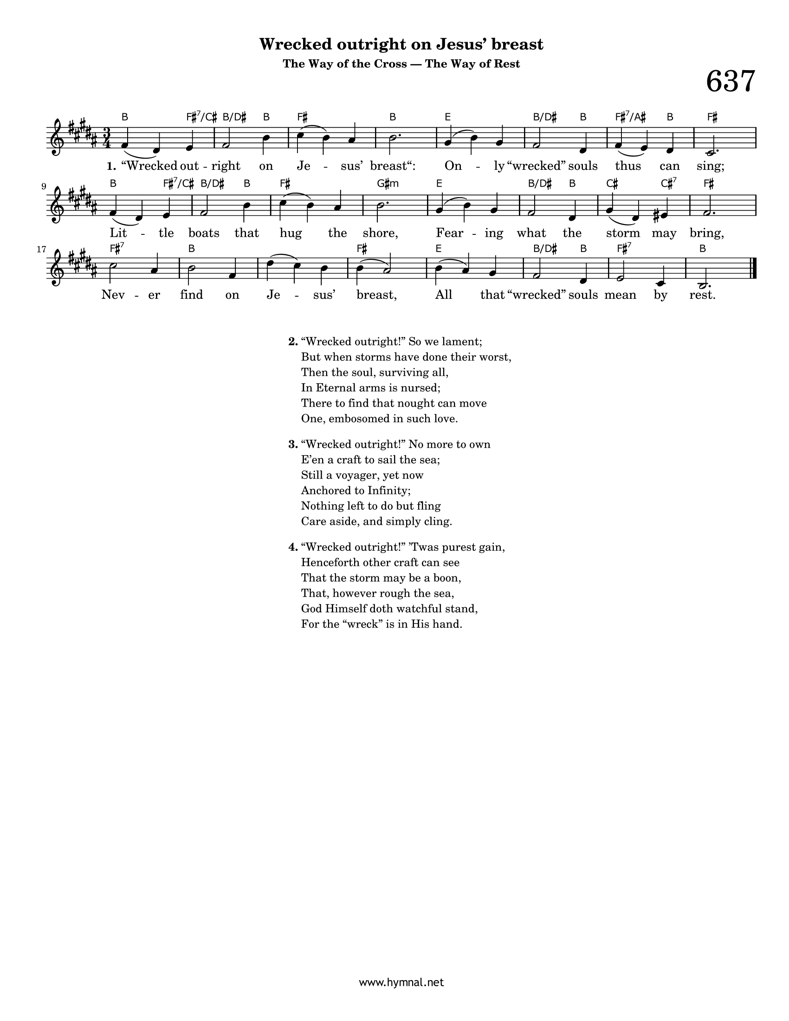 Wrecked outright on Jesus’ breast
The Way of the Cross — The Way of Rest
637
B F♯7/C♯ B/D♯ B F♯ B E B/D♯ B F♯7/A♯ B F♯
1. “Wrecked out - right on Je - sus’ breast“: On - ly “wrecked” souls thus can sing;
9
B F♯7/C♯ B/D♯ B F♯ G♯m E B/D♯ B C♯ C♯7 F♯
Lit - tle boats that hug the shore, Fear - ing what the storm may bring,
17
F♯7 B F♯ B E B/D♯ B F♯7 B
Nev - er find on Je - sus’ breast, All that “wrecked” souls mean by rest.
2. “Wrecked outright!” So we lament;
But when storms have done their worst,
Then the soul, surviving all,
In Eternal arms is nursed;
There to find that nought can move
One, embosomed in such love.
3. “Wrecked outright!” No more to own
E’en a craft to sail the sea;
Still a voyager, yet now
Anchored to Infinity;
Nothing left to do but fling
Care aside, and simply cling.
4. “Wrecked outright!” ’Twas purest gain,
Henceforth other craft can see
That the storm may be a boon,
That, however rough the sea,
God Himself doth watchful stand,
For the “wreck” is in His hand.
www.hymnal.net